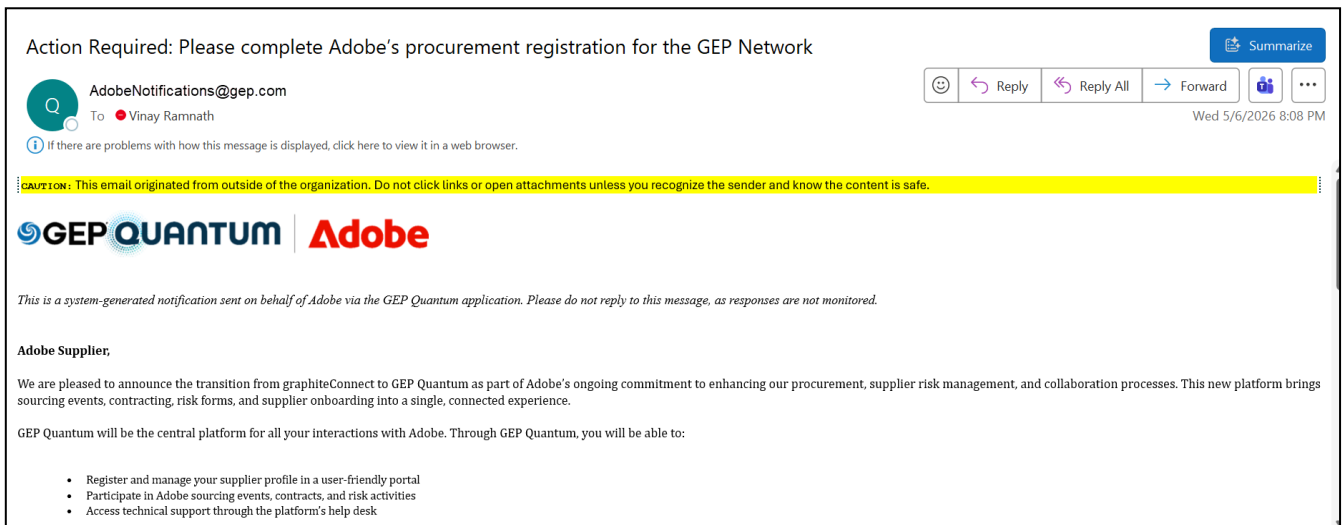 Action Required: Please complete Adobe's procurement registration for the GEP Network
Summarize
Q
AdobeNotifications@gep.com
To Vinay Ramnath
Reply
Reply All
Forward
Wed 5/6/2026 8:08 PM
If there are problems with how this message is displayed, click here to view it in a web browser.
CAUTION: This email originated from outside of the organization. Do not click links or open attachments unless you recognize the sender and know the content is safe.
GEP QUANTUM | Adobe
This is a system-generated notification sent on behalf of Adobe via the GEP Quantum application. Please do not reply to this message, as responses are not monitored.
Adobe Supplier,
We are pleased to announce the transition from graphiteConnect to GEP Quantum as part of Adobe's ongoing commitment to enhancing our procurement, supplier risk management, and collaboration processes. This new platform brings
sourcing events, contracting, risk forms, and supplier onboarding into a single, connected experience.
GEP Quantum will be the central platform for all your interactions with Adobe. Through GEP Quantum, you will be able to:
• Register and manage your supplier profile in a user-friendly portal
• Participate in Adobe sourcing events, contracts, and risk activities
• Access technical support through the platform's help desk